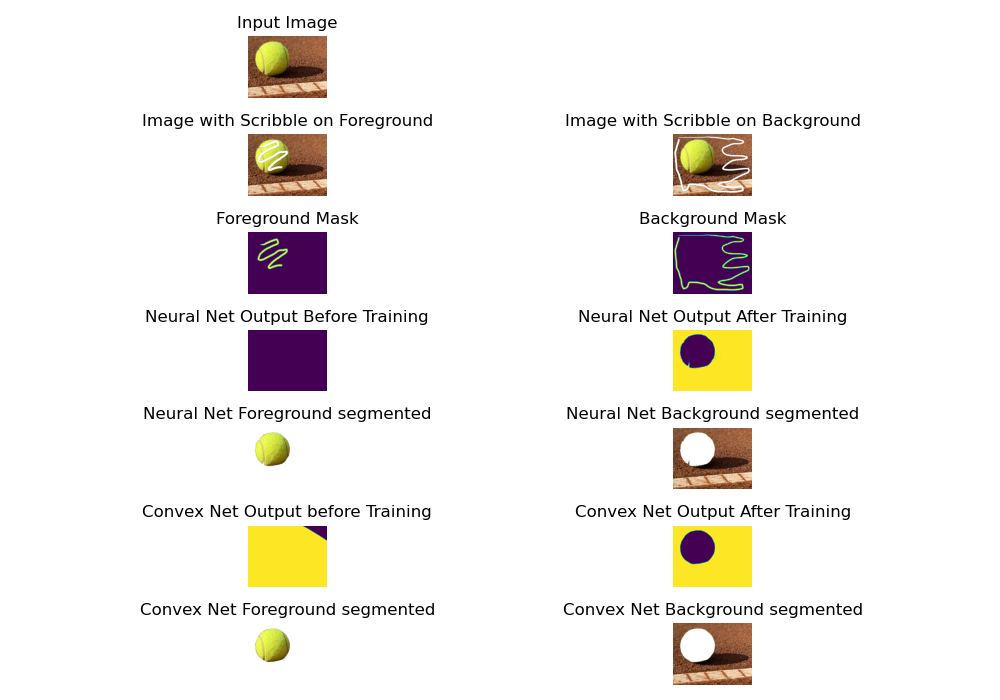 Input Image
Image with Scribble on Foreground
Image with Scribble on Background
Foreground Mask
Background Mask
Neural Net Output Before Training
Neural Net Output After Training
Neural Net Foreground segmented
Neural Net Background segmented
Convex Net Output before Training
Convex Net Output After Training
Convex Net Foreground segmented
Convex Net Background segmented